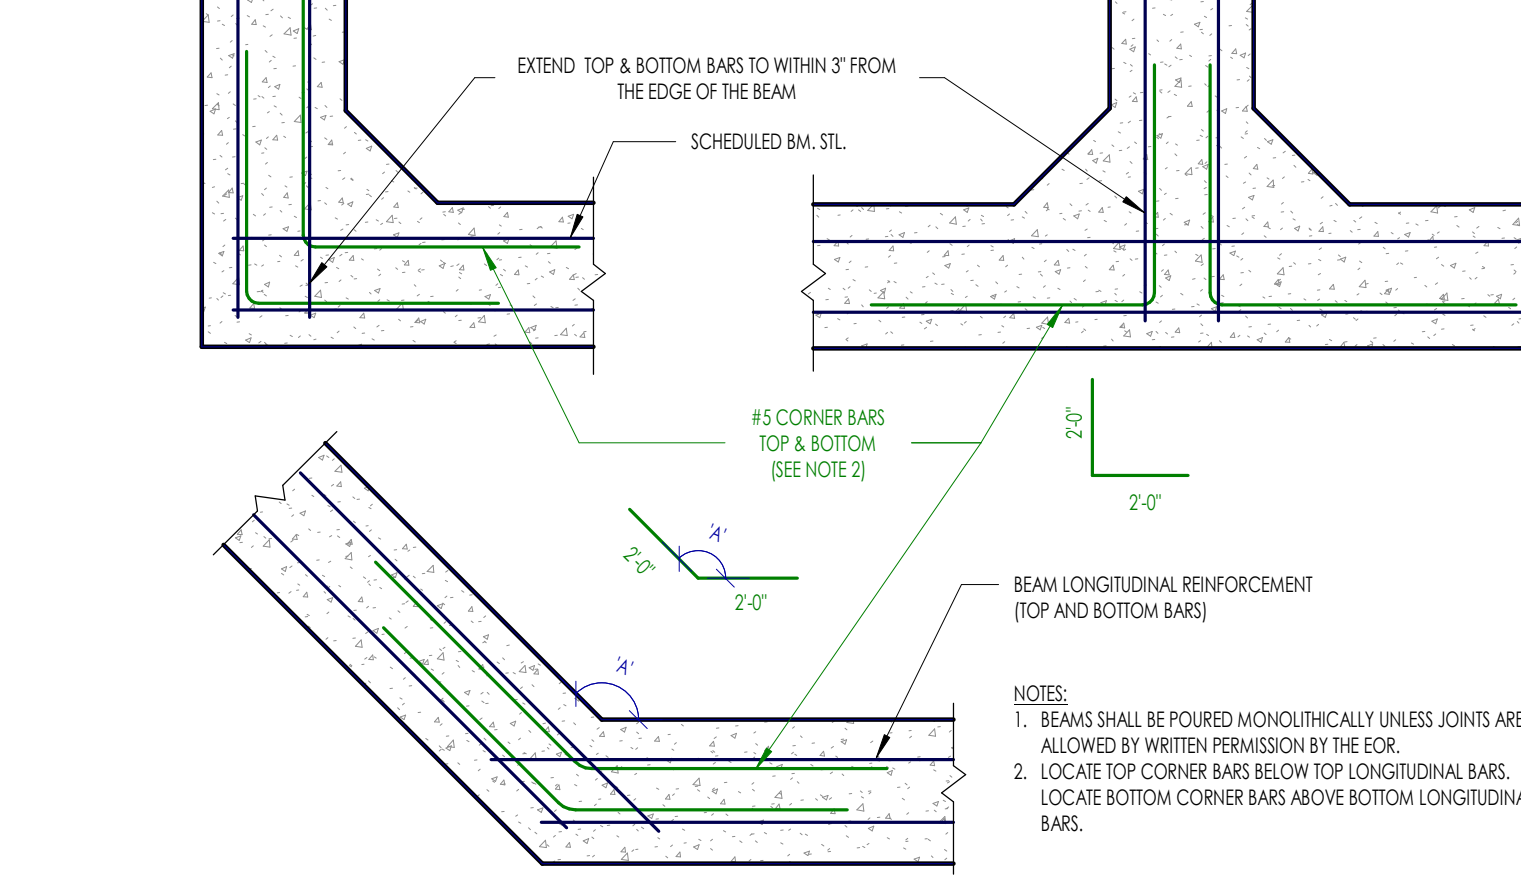 EXTEND TOP & BOTTOM BARS TO WITHIN 3" FROM
THE EDGE OF THE BEAM
SCHEDULED BM. STL.
#5 CORNER BARS
TOP & BOTTOM
(SEE NOTE 2)
2'-0"
2'-0"
'A'
2'-0"
2'-0"
BEAM LONGITUDINAL REINFORCEMENT
(TOP AND BOTTOM BARS)
'A'
NOTES:
1. BEAMS SHALL BE POURED MONOLITHICALLY UNLESS JOINTS ARE
ALLOWED BY WRITTEN PERMISSION BY THE EOR.
2. LOCATE TOP CORNER BARS BELOW TOP LONGITUDINAL BARS.
LOCATE BOTTOM CORNER BARS ABOVE BOTTOM LONGITUDINA
BARS.